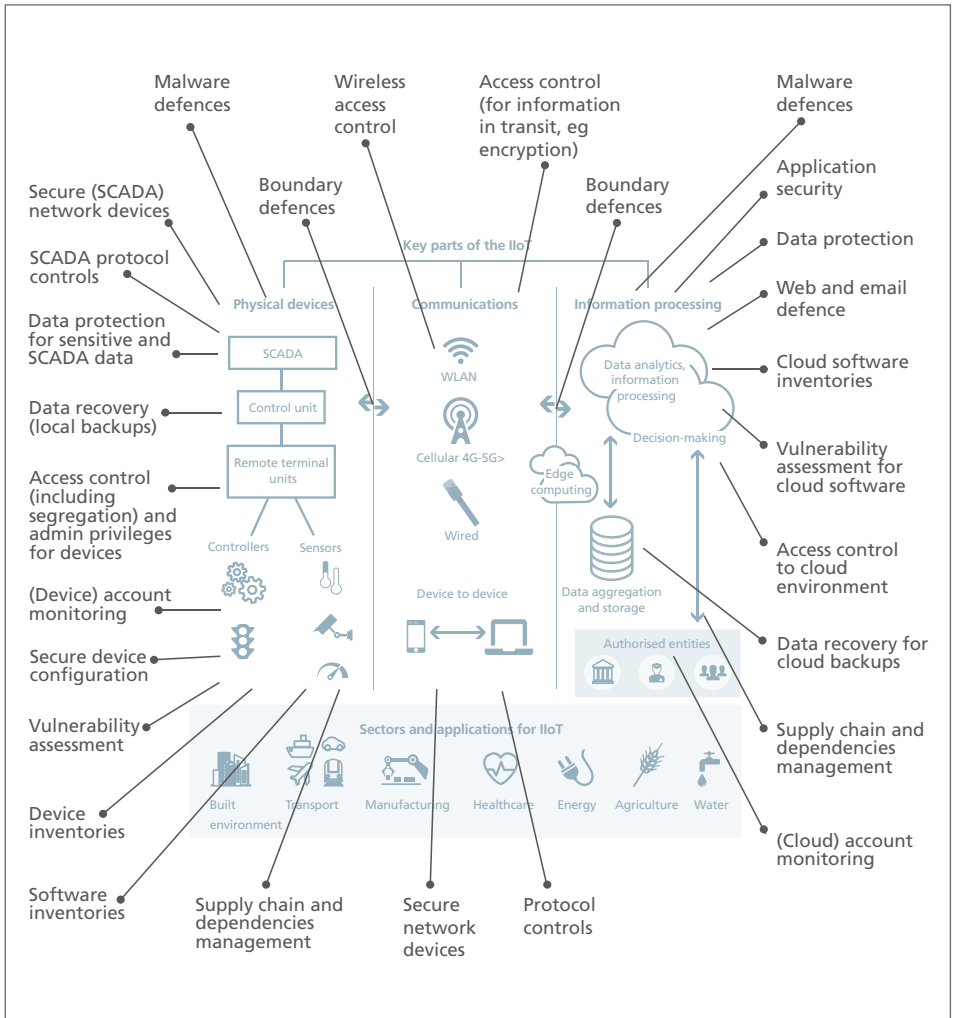 Malware
defences
Wireless
access
control
Access control
(for information
in transit, eg
encryption)
Malware
defences
Application
security
Secure (SCADA)
network devices
Boundary
defences
Boundary
defences
Data protection
Key parts of the IIoT
SCADA protocol
controls
Web and email
defence
Physical devices
Communications
Information processing
Data protection
for sensitive and
SCADA data
SCADA
WLAN
Data analytics,
information
processing
Cloud software
inventories
Data recovery
(local backups)
Control unit
Cellular 4G-5G>
Decision-making
Vulnerability
assessment for
cloud software
Remote terminal
units
Edge
computing
Access control
(including
segregation) and
admin privileges
for devices
Wired
Controllers
Sensors
Access control
to cloud
environment
(Device) account
monitoring
Device to device
Data aggregation
and storage
Authorised entities
Data recovery for
cloud backups
Secure device
configuration
Vulnerability
assessment
Sectors and applications for IIoT
Supply chain and
dependencies
management
Built
environment
Transport
Manufacturing
Healthcare
Energy
Agriculture
Water
Device
inventories
(Cloud) account
monitoring
Software
inventories
Supply chain and
dependencies
management
Secure
network
devices
Protocol
controls